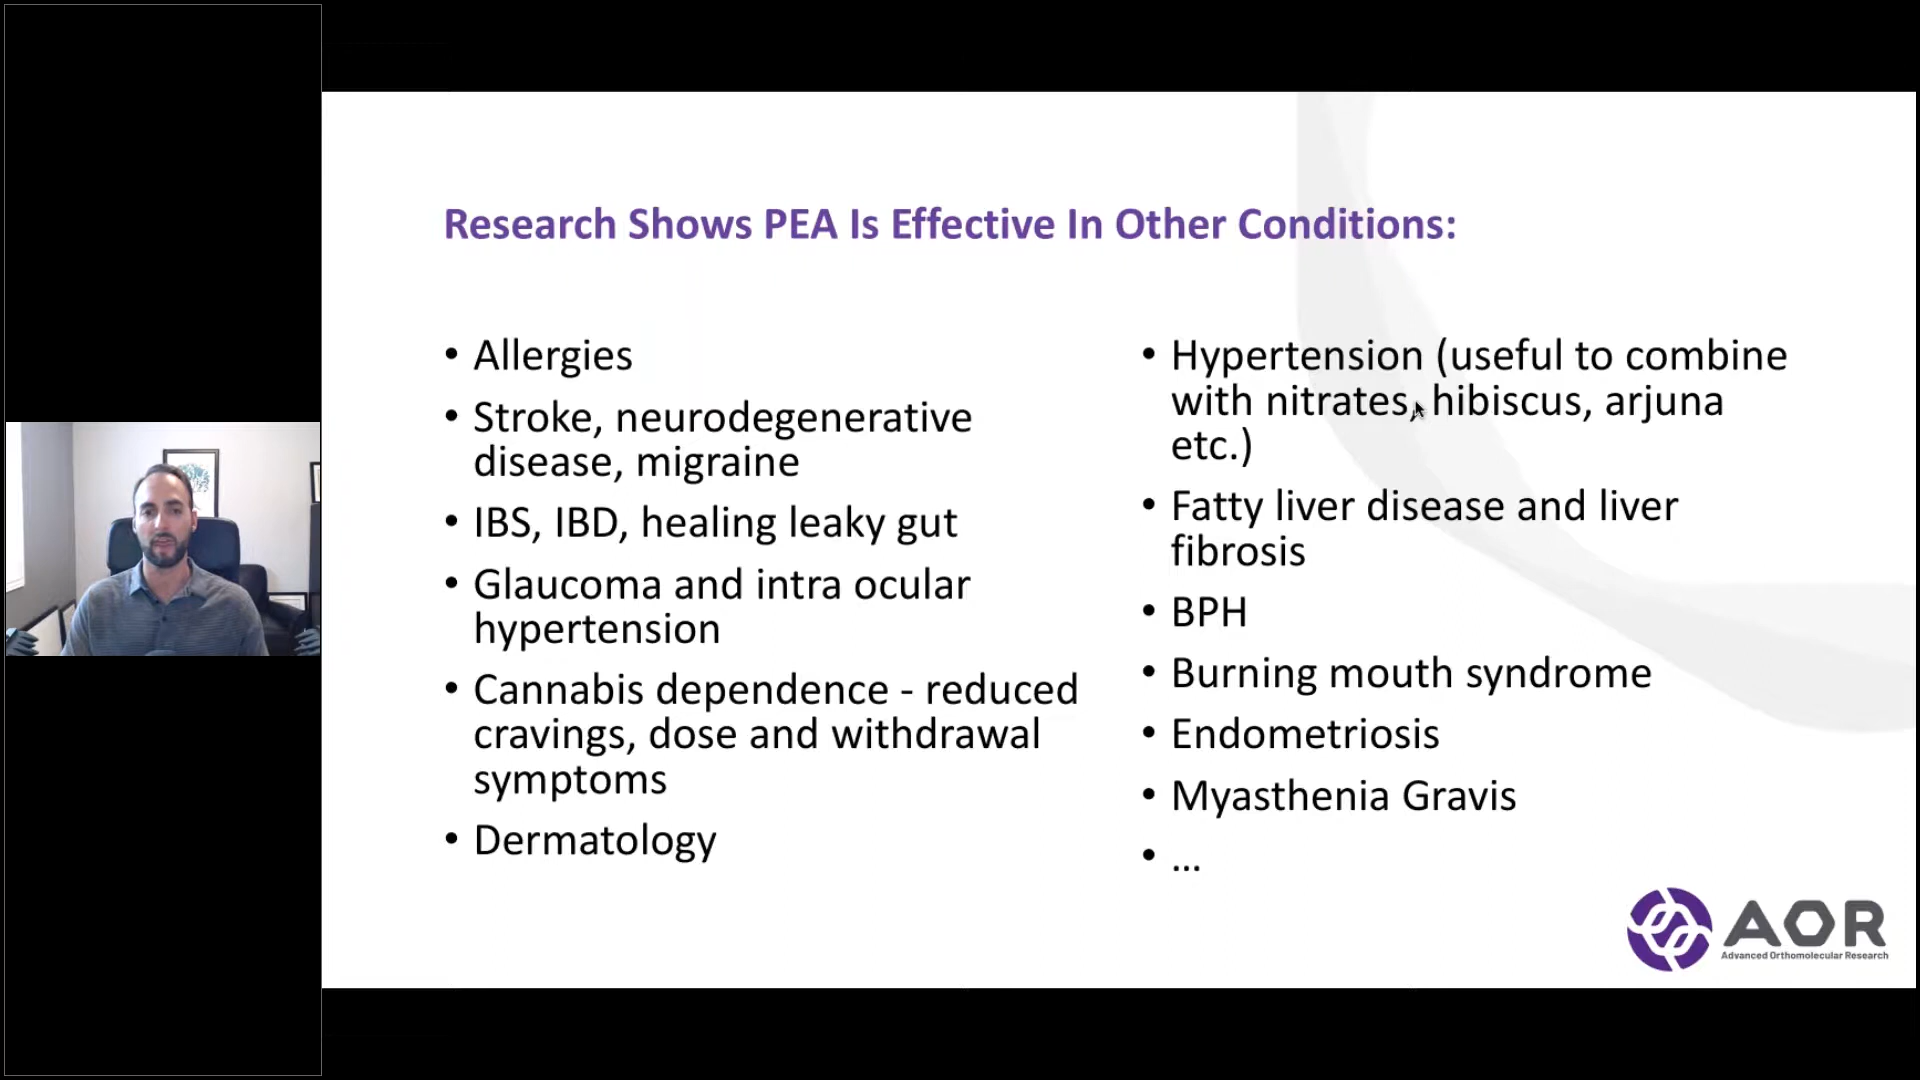 Research Shows PEA Is Effective In Other Conditions:
• Allergies
• Stroke, neurodegenerative
disease, migraine
• IBS, IBD, healing leaky gut
• Glaucoma and intra ocular
hypertension
• Cannabis dependence - reduced
cravings, dose and withdrawal
symptoms
• Dermatology
• Hypertension (useful to combine
with nitrates, hibiscus, arjuna
etc.)
• Fatty liver disease and liver
fibrosis
• BPH
• Burning mouth syndrome
• Endometriosis
• Myasthenia Gravis
• ...
AOR
Advanced Orthomolecular Research